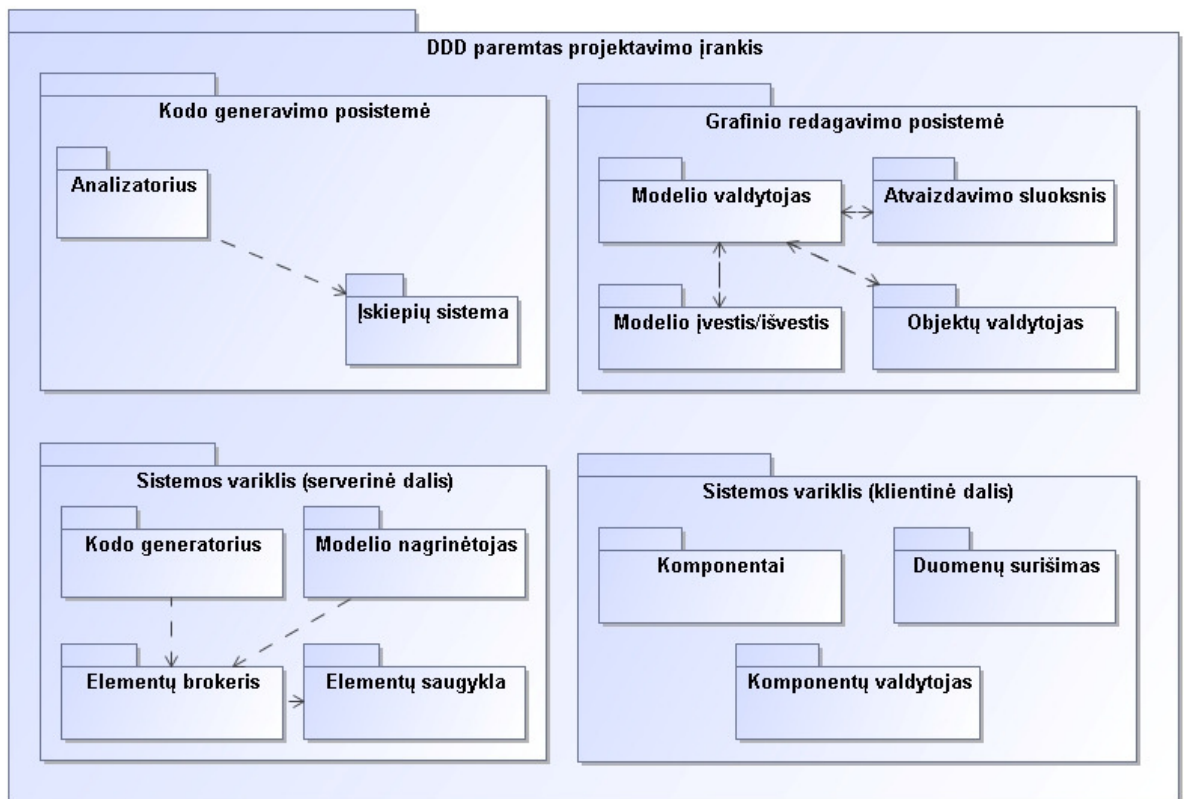 DDD paremtas projektavimo įrankis
Kodo generavimo posistemė
Analizatorius
Įskiepių sistema
Grafinio redagavimo posistemė
Modelio valdytojas
Atvaizdavimo sluoksnis
Modelio įvestis/išvestis
Objektų valdytojas
Sistemos variklis (serverinė dalis)
Kodo generatorius
Modelio nagrinėtojas
Elementų brokeris
Elementų saugykla
Sistemos variklis (klientinė dalis)
Komponentai
Duomenų surišimas
Komponentų valdytojas